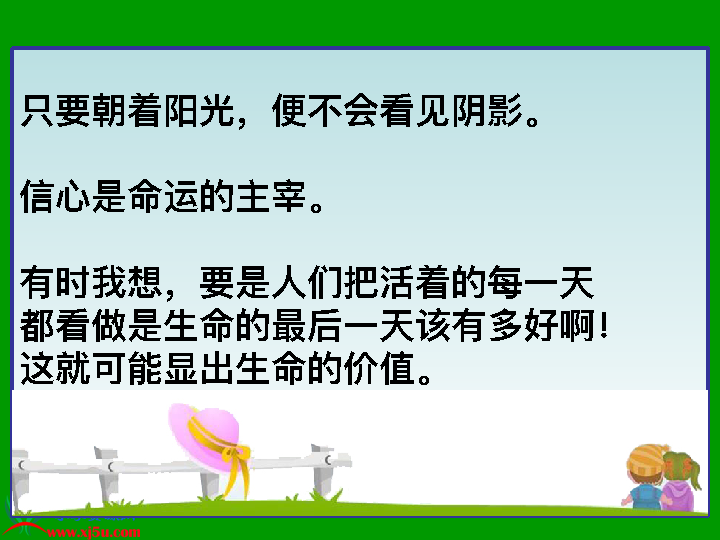 只要朝着阳光，便不会看见阴影。
信心是命运的主宰。
有时我想，要是人们把活着的每一天
都看做是生命的最后一天该有多好啊！
这就可能显出生命的价值。